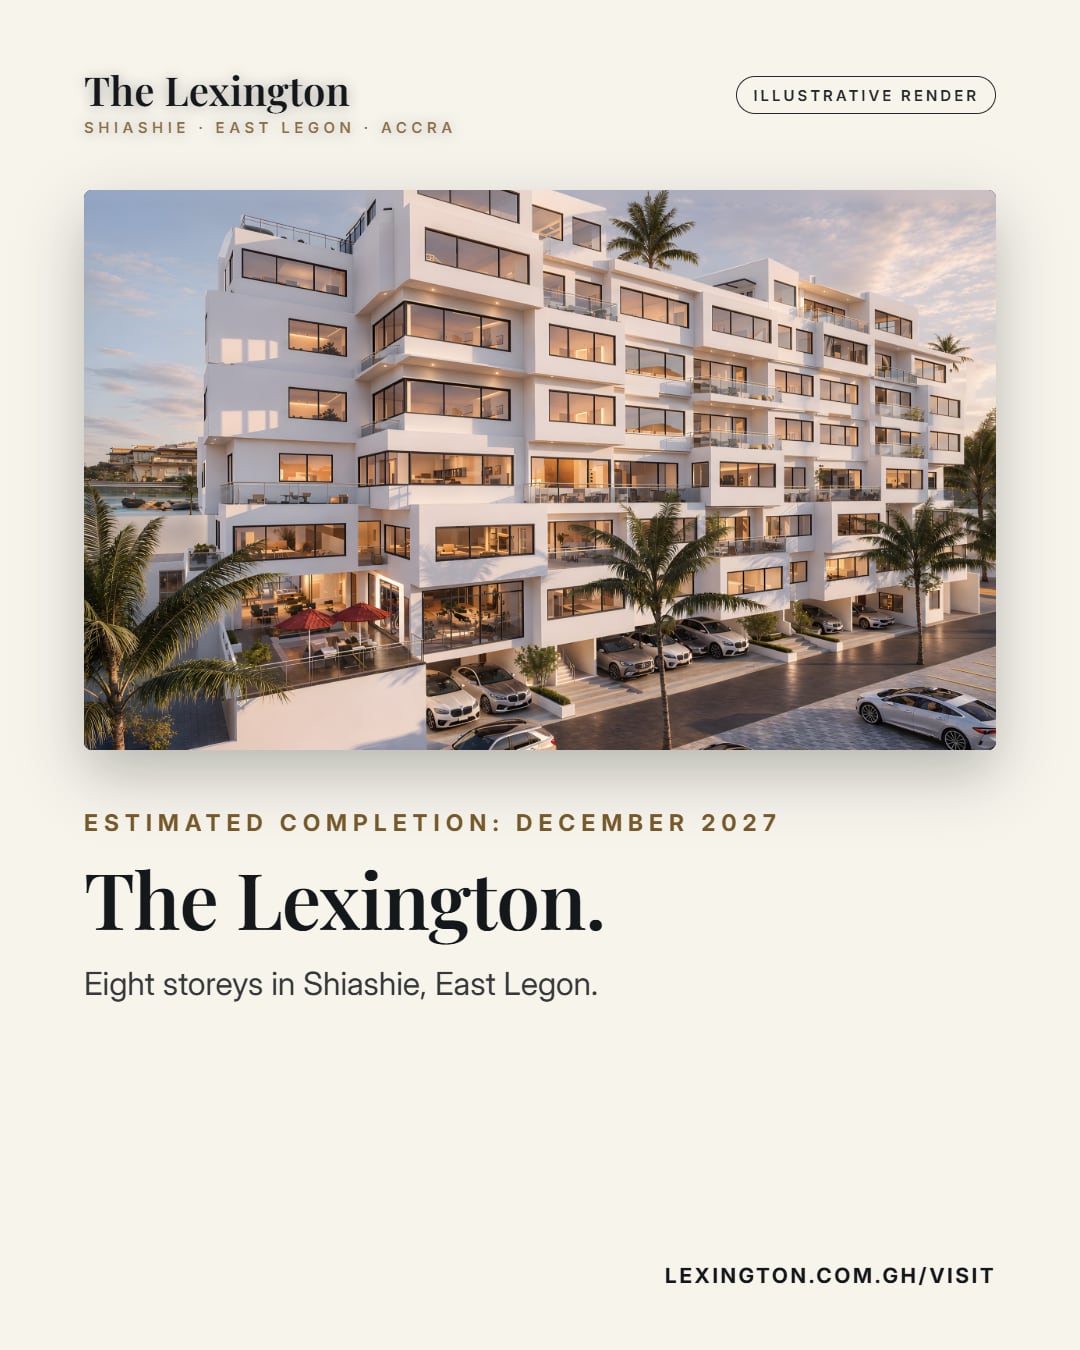 The Lexington
SHIASHIE · EAST LEGON · ACCRA
ILLUSTRATIVE RENDER
ESTIMATED COMPLETION: DECEMBER 2027
The Lexington.
Eight storeys in Shiashie, East Legon.
LEXINGTON.COM.GH/VISIT